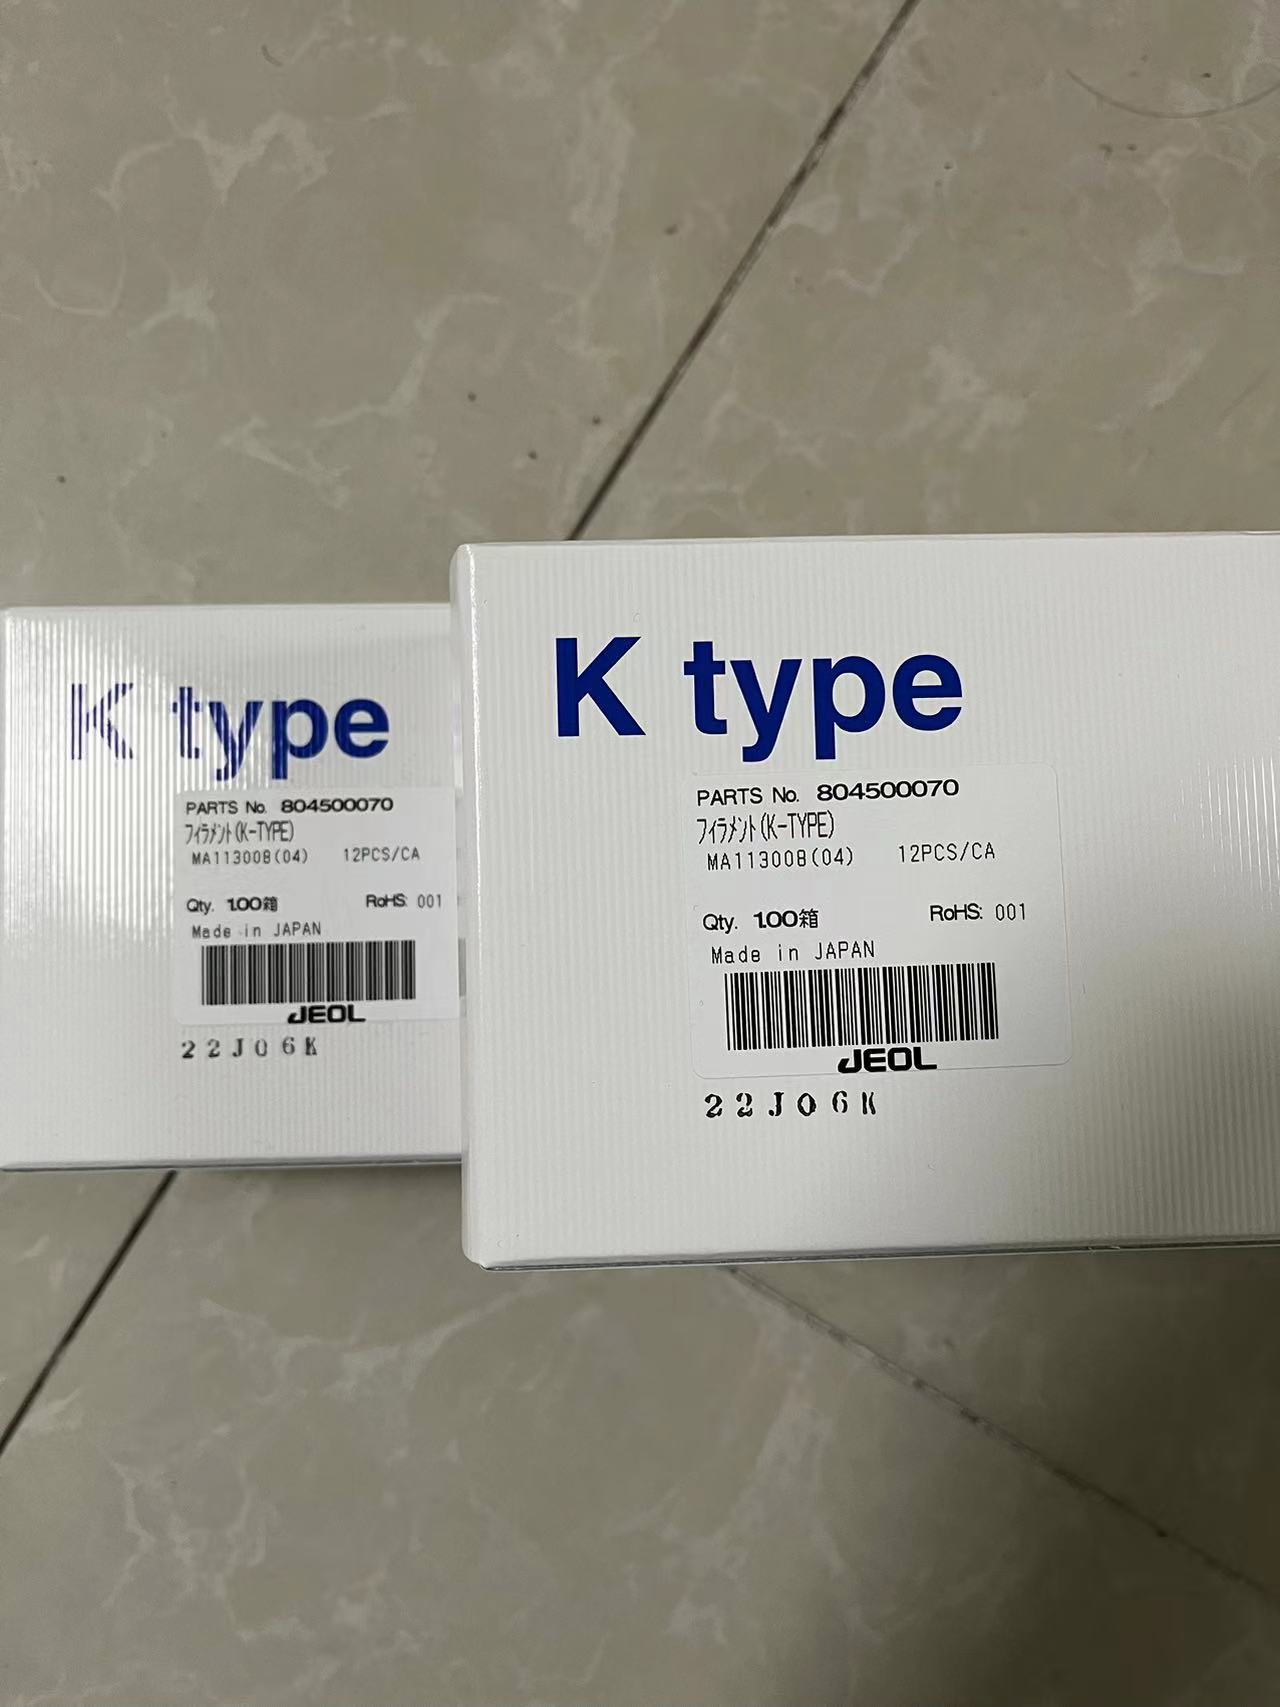 K type
PARTS No. 804500070
フィラメント(K-TYPE)
MA113008(04) 12PCS/CA
Qty. 1.00箱 RoHS: 001
Made in JAPAN
JEOL
22J06K
K type
PARTS No. 804500070
フィラメント(K-TYPE)
MA113008(04) 12PCS/CA
Qty. 1.00箱 RoHS: 001
Made in JAPAN
JEOL
22J06K